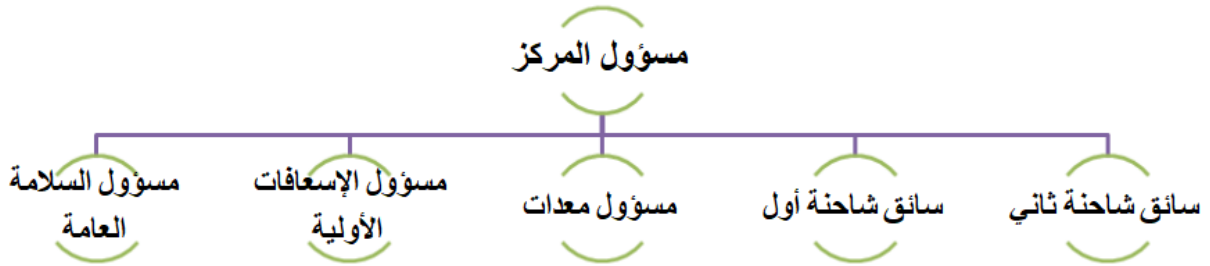 مسؤول المركز
سائق شاحنة ثاني
سائق شاحنة أول
مسؤول معدات
مسؤول الإسعافات
الأولية
مسؤول السلامة
العامة